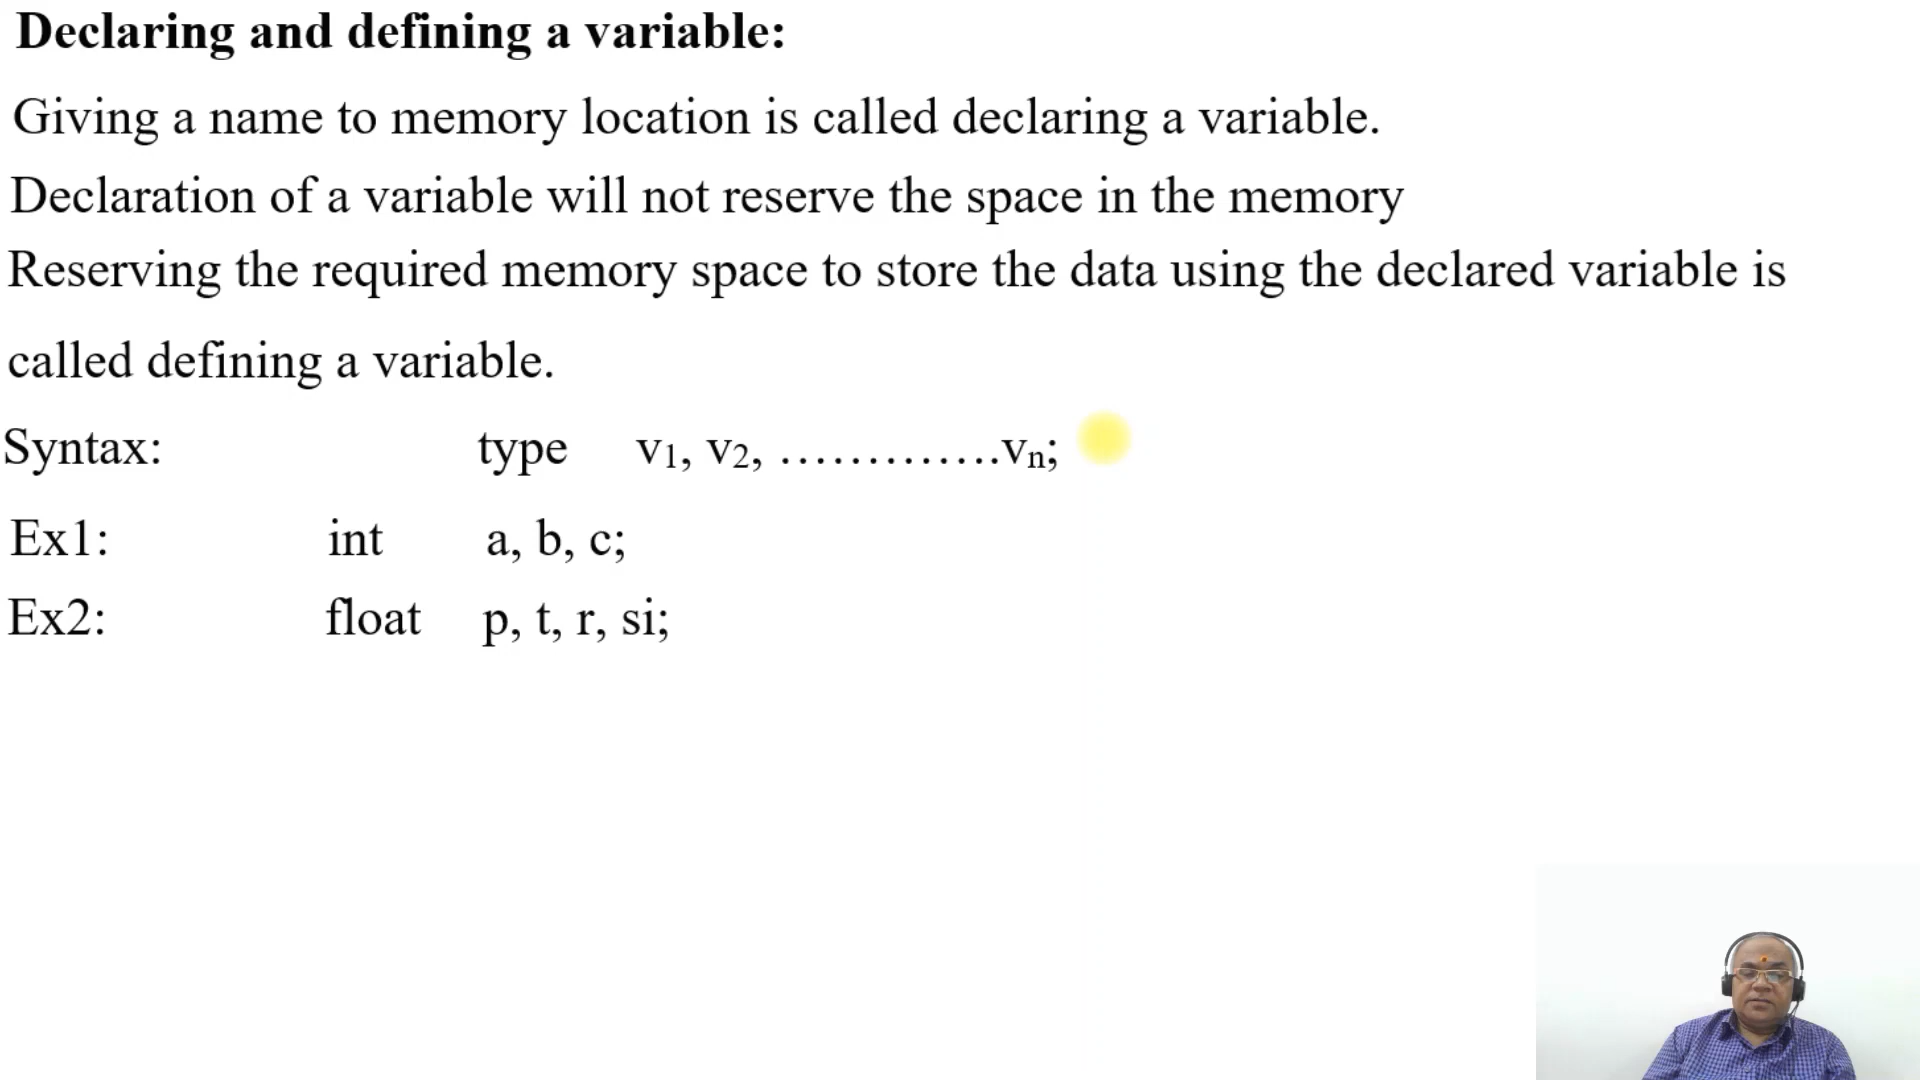 Declaring and defining a variable:
Giving a name to memory location is called declaring a variable.
Declaration of a variable will not reserve the space in the memory
Reserving the required memory space to store the data using the declared variable is
called defining a variable.
Syntax: type v1, v2, .............vn;
Ex1: int a, b, c;
Ex2: float p, t, r, si;